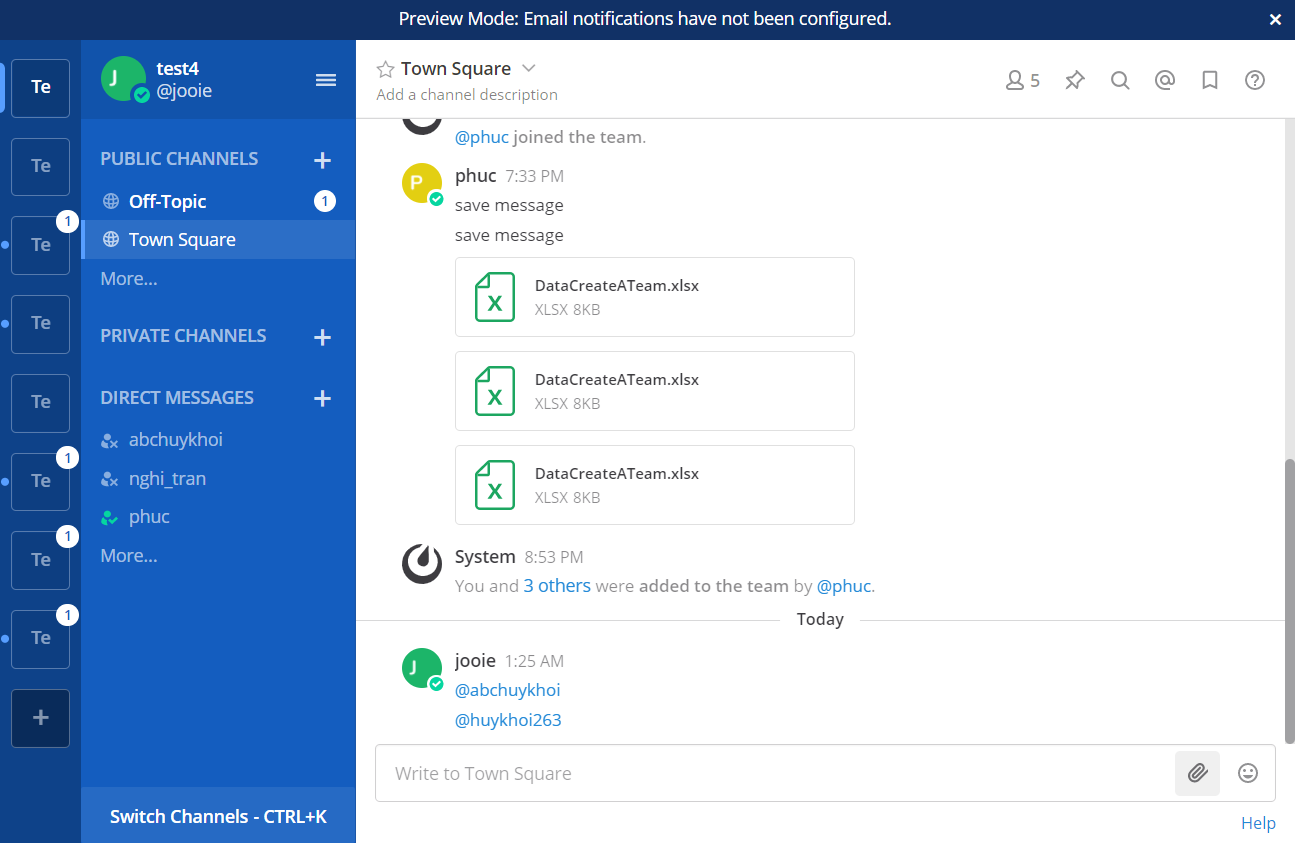 Preview Mode: Email notifications have not been configured.
Te
Te
1
Te
Te
Te
1
Te
1
Te
1
Te
+
J
test4
@jooie
PUBLIC CHANNELS
Off-Topic
1
Town Square
More...
PRIVATE CHANNELS
DIRECT MESSAGES
abchuykhoi
nghi_tran
phuc
More...
Switch Channels - CTRL+K
Town Square
Add a channel description
5
@phuc joined the team.
P
phuc 7:33 PM
save message
save message
X
DataCreateATeam.xlsx
XLSX 8KB
X
DataCreateATeam.xlsx
XLSX 8KB
X
DataCreateATeam.xlsx
XLSX 8KB
System 8:53 PM
You and 3 others were added to the team by @phuc.
Today
J
jooie 1:25 AM
@abchuykhoi
@huykhoi263
Write to Town Square
Help